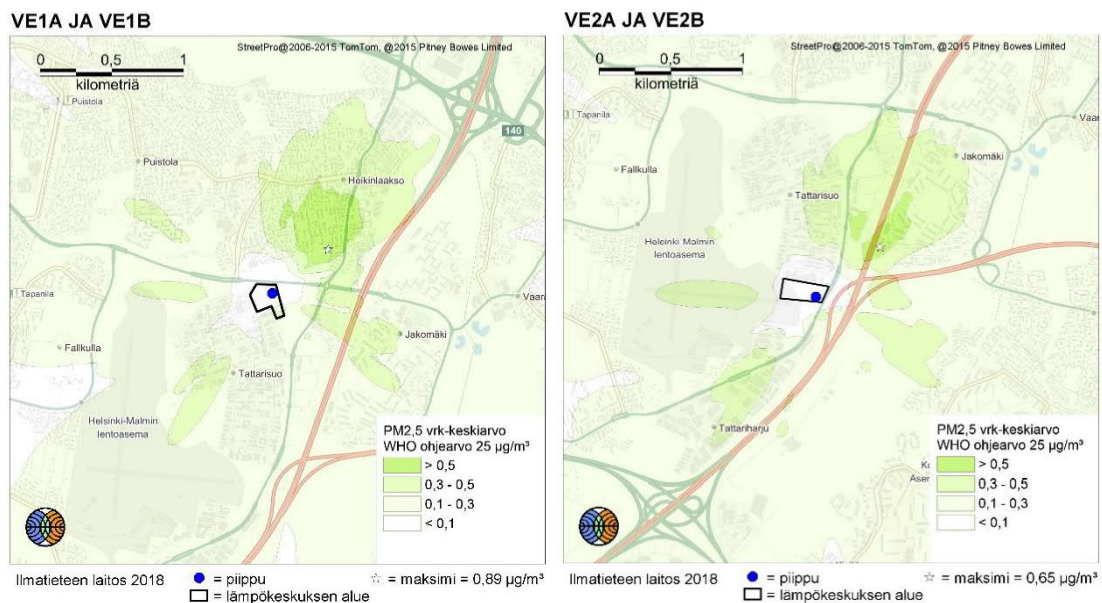 VE1A JA VE1B
StreetPro@2006-2015 TomTom, @2015 Pitney Bowes Limited
0 0,5 1
kilometriä
Puistola
140
Puistola
Heikinlaakso
Tapanila
Vaara
Jakomäki
Fallkulla
Tattarisuo
Helsinki-Malmin
lentoasema
PM2,5 vrk-keskiarvo
WHO ohjearvo 25 µg/m³
> 0,5
0,3 - 0,5
0,1 - 0,3
< 0,1
Ilmatieteen laitos 2018
= piippu
= maksimi = 0,89 µg/m³
= lämpökeskuksen alue
VE2A JA VE2B
StreetPro@2006-2015 TomTom, @2015 Pitney Bowes Limited
0 0,5 1
kilometriä
Tapanila
Vaar
Jakomäki
Fallkulla
Tattarisuo
Helsinki-Malmin
lentoasema
Tattariharju
Aser
PM2,5 vrk-keskiarvo
WHO ohjearvo 25 µg/m³
> 0,5
0,3 - 0,5
0,1 - 0,3
< 0,1
Ilmatieteen laitos 2018
= piippu
= maksimi = 0,65 µg/m³
= lämpökeskuksen alue